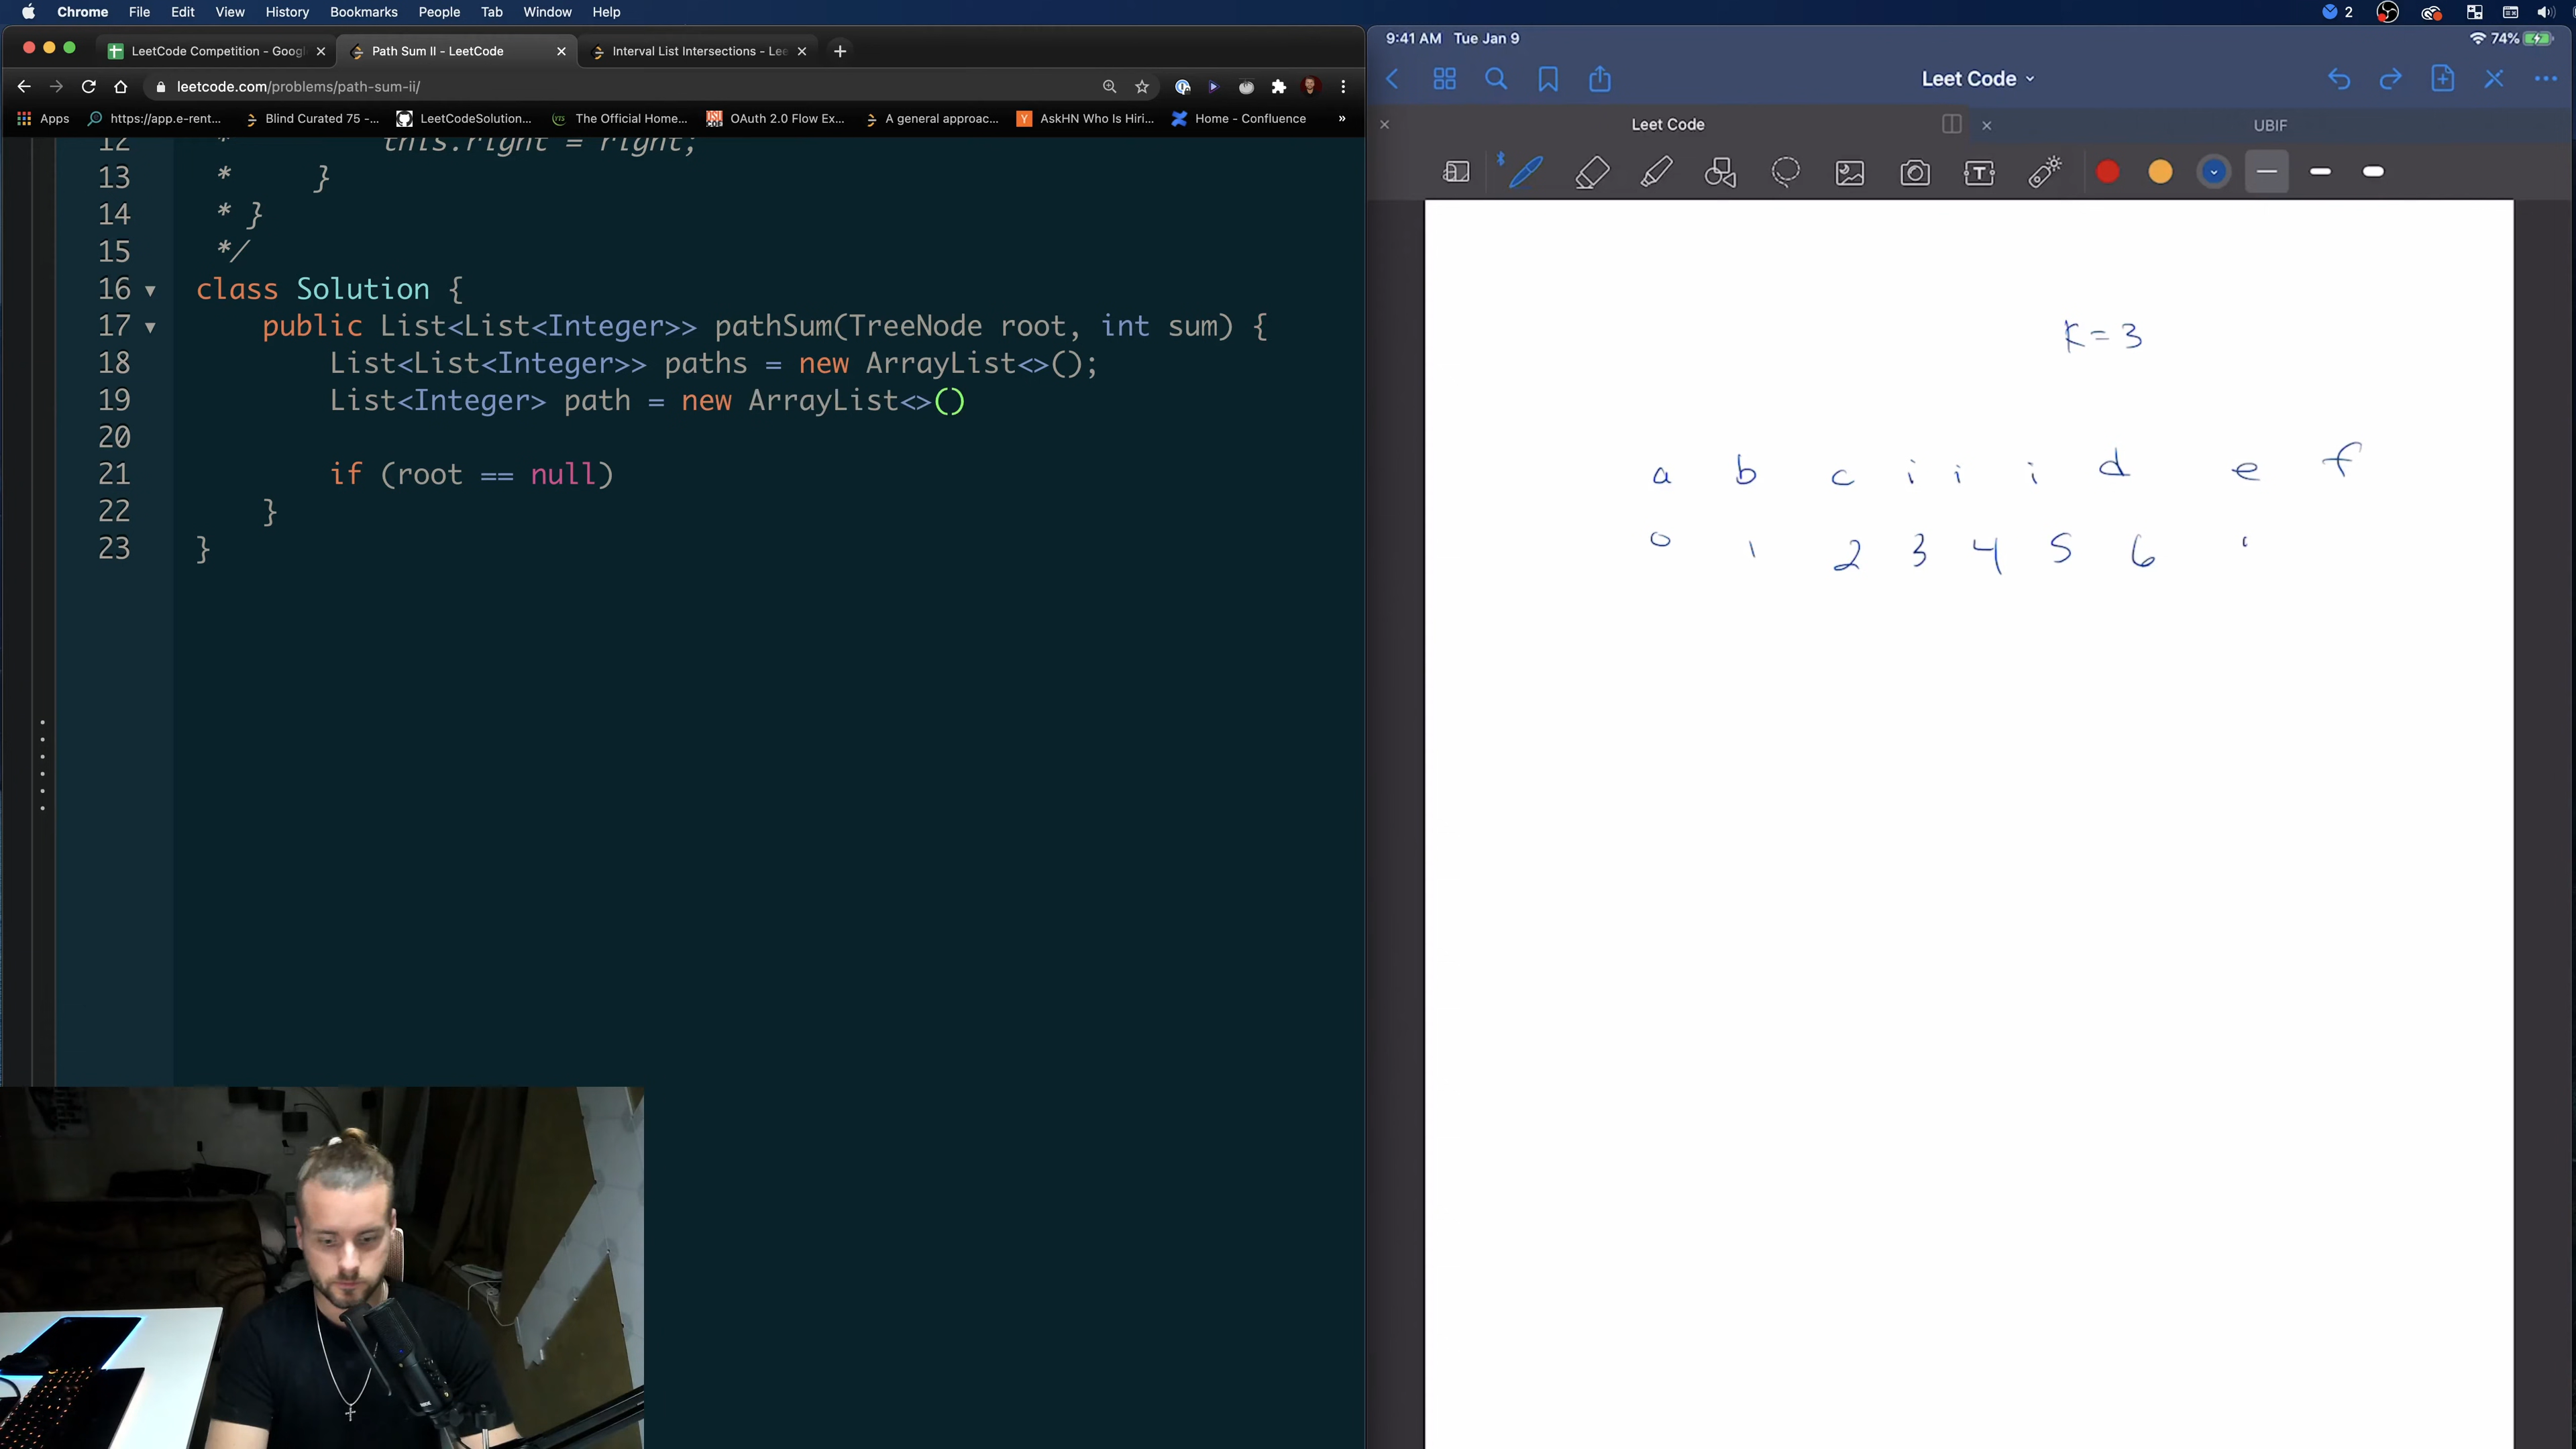 Chrome File Edit View History Bookmarks People Tab Window Help 2
LeetCode Competition - Googl Path Sum II - LeetCode Interval List Intersections - Lee
leetcode.com/problems/path-sum-ii/
Apps https://app.e-rent... Blind Curated 75 -... LeetCodeSolution... The Official Home... OAuth 2.0 Flow Ex... A general approac... AskHN Who Is Hiri... Home - Confluence »
12 * this.right = right;
13 * }
14 * }
15 */
16 class Solution {
17 public List<List<Integer>> pathSum(TreeNode root, int sum) {
18 List<List<Integer>> paths = new ArrayList<>();
19 List<Integer> path = new ArrayList<>()
20
21 if (root == null)
22 }
23 }
9:41 AM Tue Jan 9 74%
Leet Code
Leet Code UBIF
K = 3
a b c i i i d e f
0 1 2 3 4 5 6